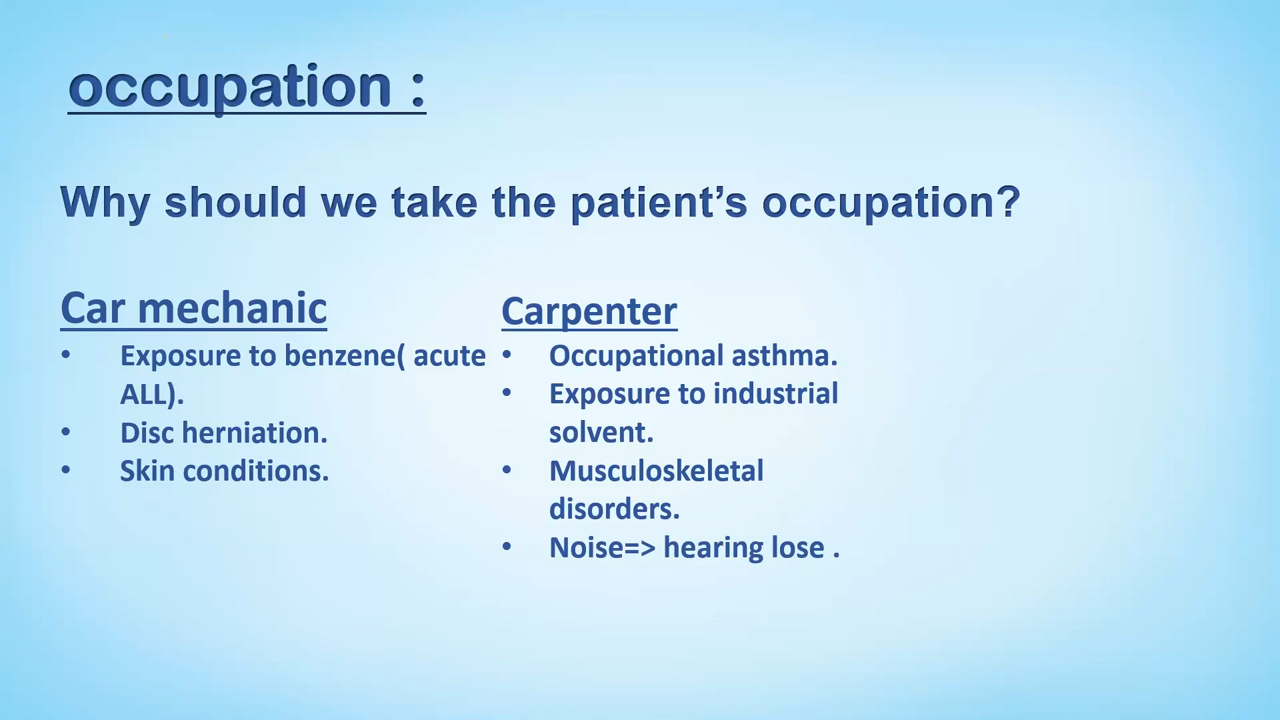 occupation :
Why should we take the patient’s occupation?
Car mechanic
• Exposure to benzene( acute
ALL).
• Disc herniation.
• Skin conditions.
Carpenter
• Occupational asthma.
• Exposure to industrial
solvent.
• Musculoskeletal
disorders.
• Noise=> hearing lose .